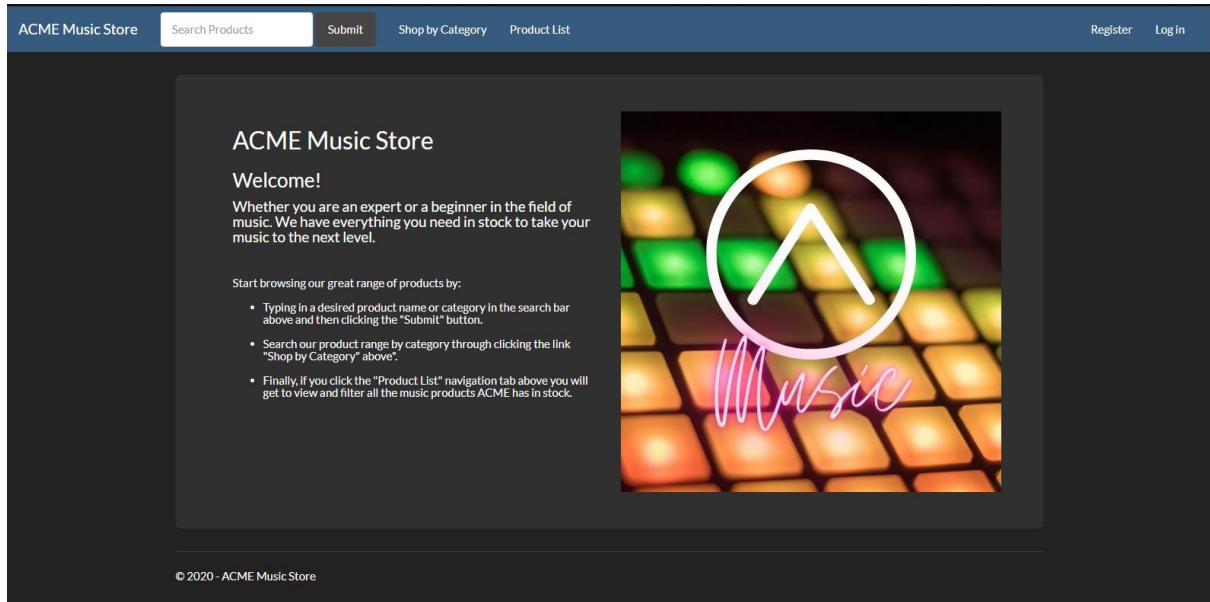 ACME Music Store
Search Products
Submit
Shop by Category
Product List
Register
Log in
ACME Music Store
Welcome!
Whether you are an expert or a beginner in the field of
music. We have everything you need in stock to take your
music to the next level.
Start browsing our great range of products by:
• Typing in a desired product name or category in the search bar
above and then clicking the "Submit" button.
• Search our product range by category through clicking the link
"Shop by Category" above".
• Finally, if you click the "Product List" navigation tab above you will
get to view and filter all the music products ACME has in stock.
Music
© 2020 - ACME Music Store